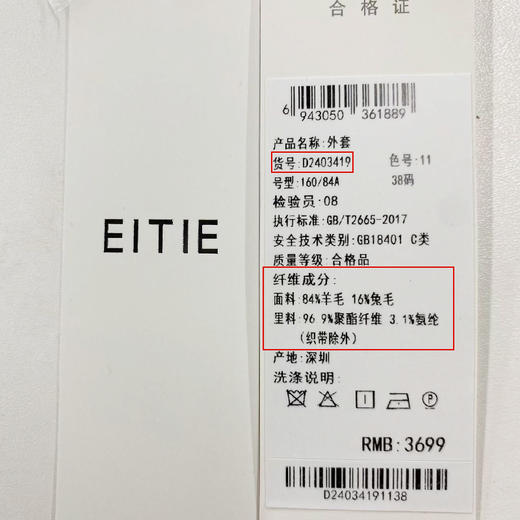 EITIE
合格证
6 943050 361889
产品名称:外套
货号:D2403419 色号:11
号型:160/84A 38码
检验员:08
执行标准:GB/T2665-2017
安全技术类别:GB18401 C类
质量等级:合格品
纤维成分:
面料:84%羊毛 16%兔毛
里料:96.9%聚酯纤维 3.1%氨纶
(织带除外)
产地:深圳
洗涤说明:
RMB:3699
D24034191138